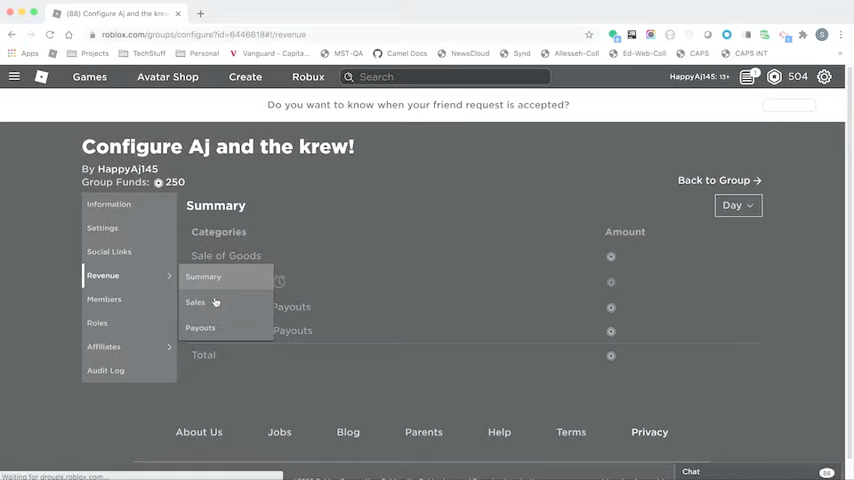 [88] Configure Aj and the krew!
roblox.com/groups/configure?id=6446618#!/revenue
Apps Projects TechStuff Personal Vanguard - Capita... MST-QA Camel Docs NewsCloud Synd Allesseh-Coll Ed-Web-Coll CAPS CAPS INT
Games Avatar Shop Create Robux Search HappyAj145: 13+ 1 504
Do you want to know when your friend request is accepted?
Configure Aj and the krew!
By HappyAj145
Group Funds: 250
Back to Group
Information
Settings
Social Links
Revenue
Members
Roles
Affiliates
Audit Log
Summary
Sales
Payouts
Summary
Day
Categories Amount
Sale of Goods
Payouts
Payouts
Total
About Us Jobs Blog Parents Help Terms Privacy
Waiting for groups.roblox.com...
Chat 88